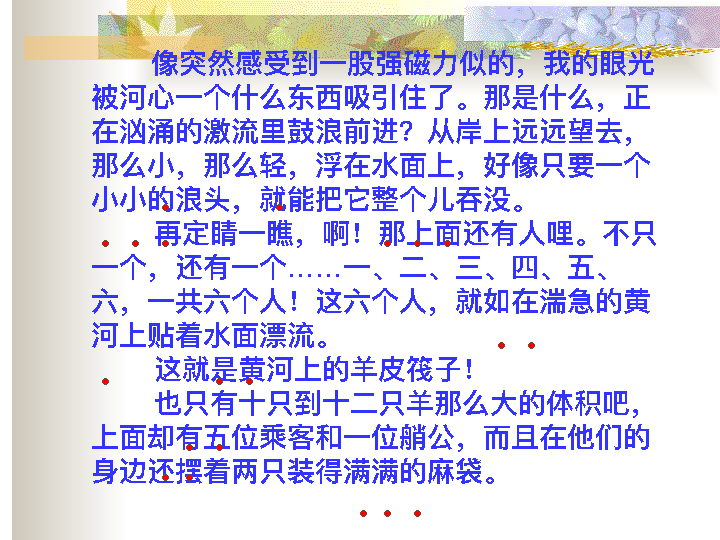 像突然感受到一股强磁力似的，我的眼光
被河心一个什么东西吸引住了。那是什么，正
在汹涌的激流里鼓浪前进？从岸上远远望去，
那么小，那么轻，浮在水面上，好像只要一个
小小的浪头，就能把它整个儿吞没。
再定睛一瞧，啊！那上面还有人哩。不只
一个，还有一个……一、二、三、四、五、
六，一共六个人！这六个人，就如在湍急的黄
河上贴着水面漂流。
这就是黄河上的羊皮筏子！
也只有十只到十二只羊那么大的体积吧，
上面却有五位乘客和一位艄公，而且在他们的
身边还摆着两只装得满满的麻袋。